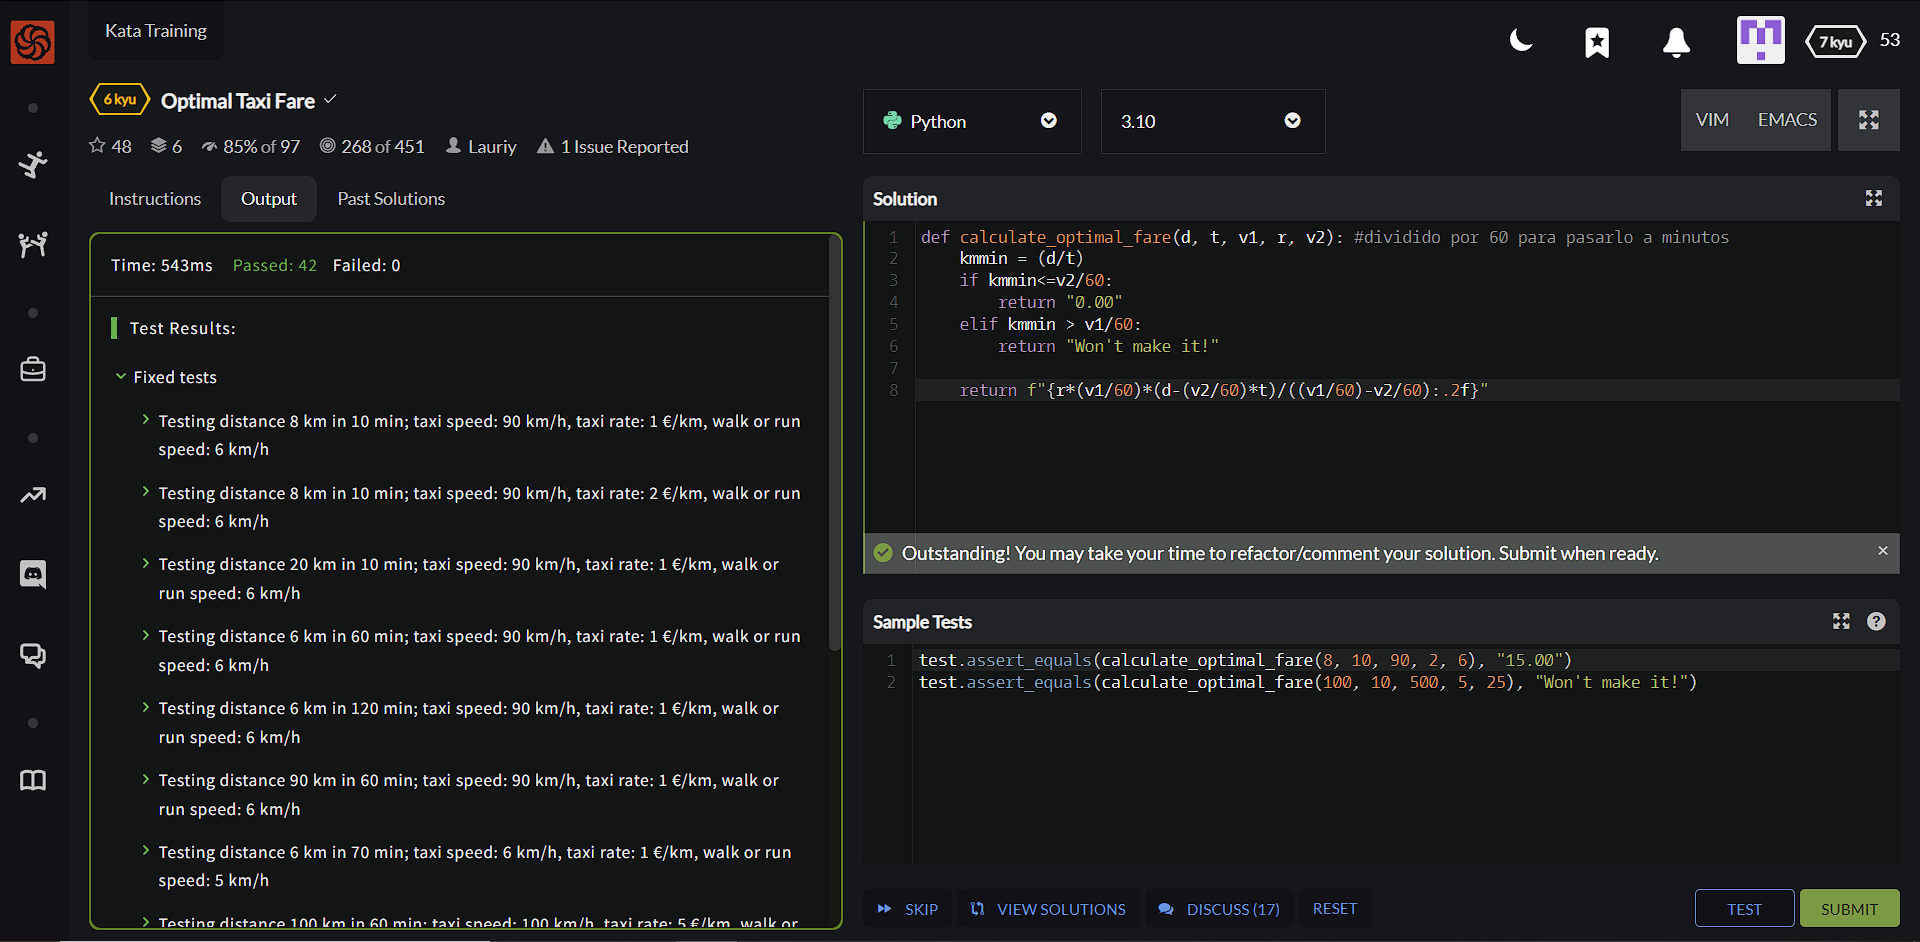 Kata Training
7 kyu 53
6 kyu Optimal Taxi Fare
48 6 85% of 97 268 of 451 Lauriy 1 Issue Reported
Python 3.10 VIM EMACS
Instructions Output Past Solutions
Time: 543ms Passed: 42 Failed: 0
Test Results:
Fixed tests
Testing distance 8 km in 10 min; taxi speed: 90 km/h, taxi rate: 1 €/km, walk or run
speed: 6 km/h
Testing distance 8 km in 10 min; taxi speed: 90 km/h, taxi rate: 2 €/km, walk or run
speed: 6 km/h
Testing distance 20 km in 10 min; taxi speed: 90 km/h, taxi rate: 1 €/km, walk or
run speed: 6 km/h
Testing distance 6 km in 60 min; taxi speed: 90 km/h, taxi rate: 1 €/km, walk or run
speed: 6 km/h
Testing distance 6 km in 120 min; taxi speed: 90 km/h, taxi rate: 1 €/km, walk or
run speed: 6 km/h
Testing distance 90 km in 60 min; taxi speed: 90 km/h, taxi rate: 1 €/km, walk or
run speed: 6 km/h
Testing distance 6 km in 70 min; taxi speed: 6 km/h, taxi rate: 1 €/km, walk or run
speed: 5 km/h
Testing distance 100 km in 60 min; taxi speed: 100 km/h, taxi rate: 5 €/km, walk or
Solution
1 def calculate_optimal_fare(d, t, v1, r, v2): #dividido por 60 para pasarlo a minutos
2 kmmin = (d/t)
3 if kmmin<=v2/60:
4 return "0.00"
5 elif kmmin > v1/60:
6 return "Won't make it!"
7
8 return f"{r*(v1/60)*(d-(v2/60)*t)/((v1/60)-v2/60):.2f}"
Outstanding! You may take your time to refactor/comment your solution. Submit when ready. ×
Sample Tests ?
1 test.assert_equals(calculate_optimal_fare(8, 10, 90, 2, 6), "15.00")
2 test.assert_equals(calculate_optimal_fare(100, 10, 500, 5, 25), "Won't make it!")
SKIP VIEW SOLUTIONS DISCUSS (17) RESET TEST SUBMIT